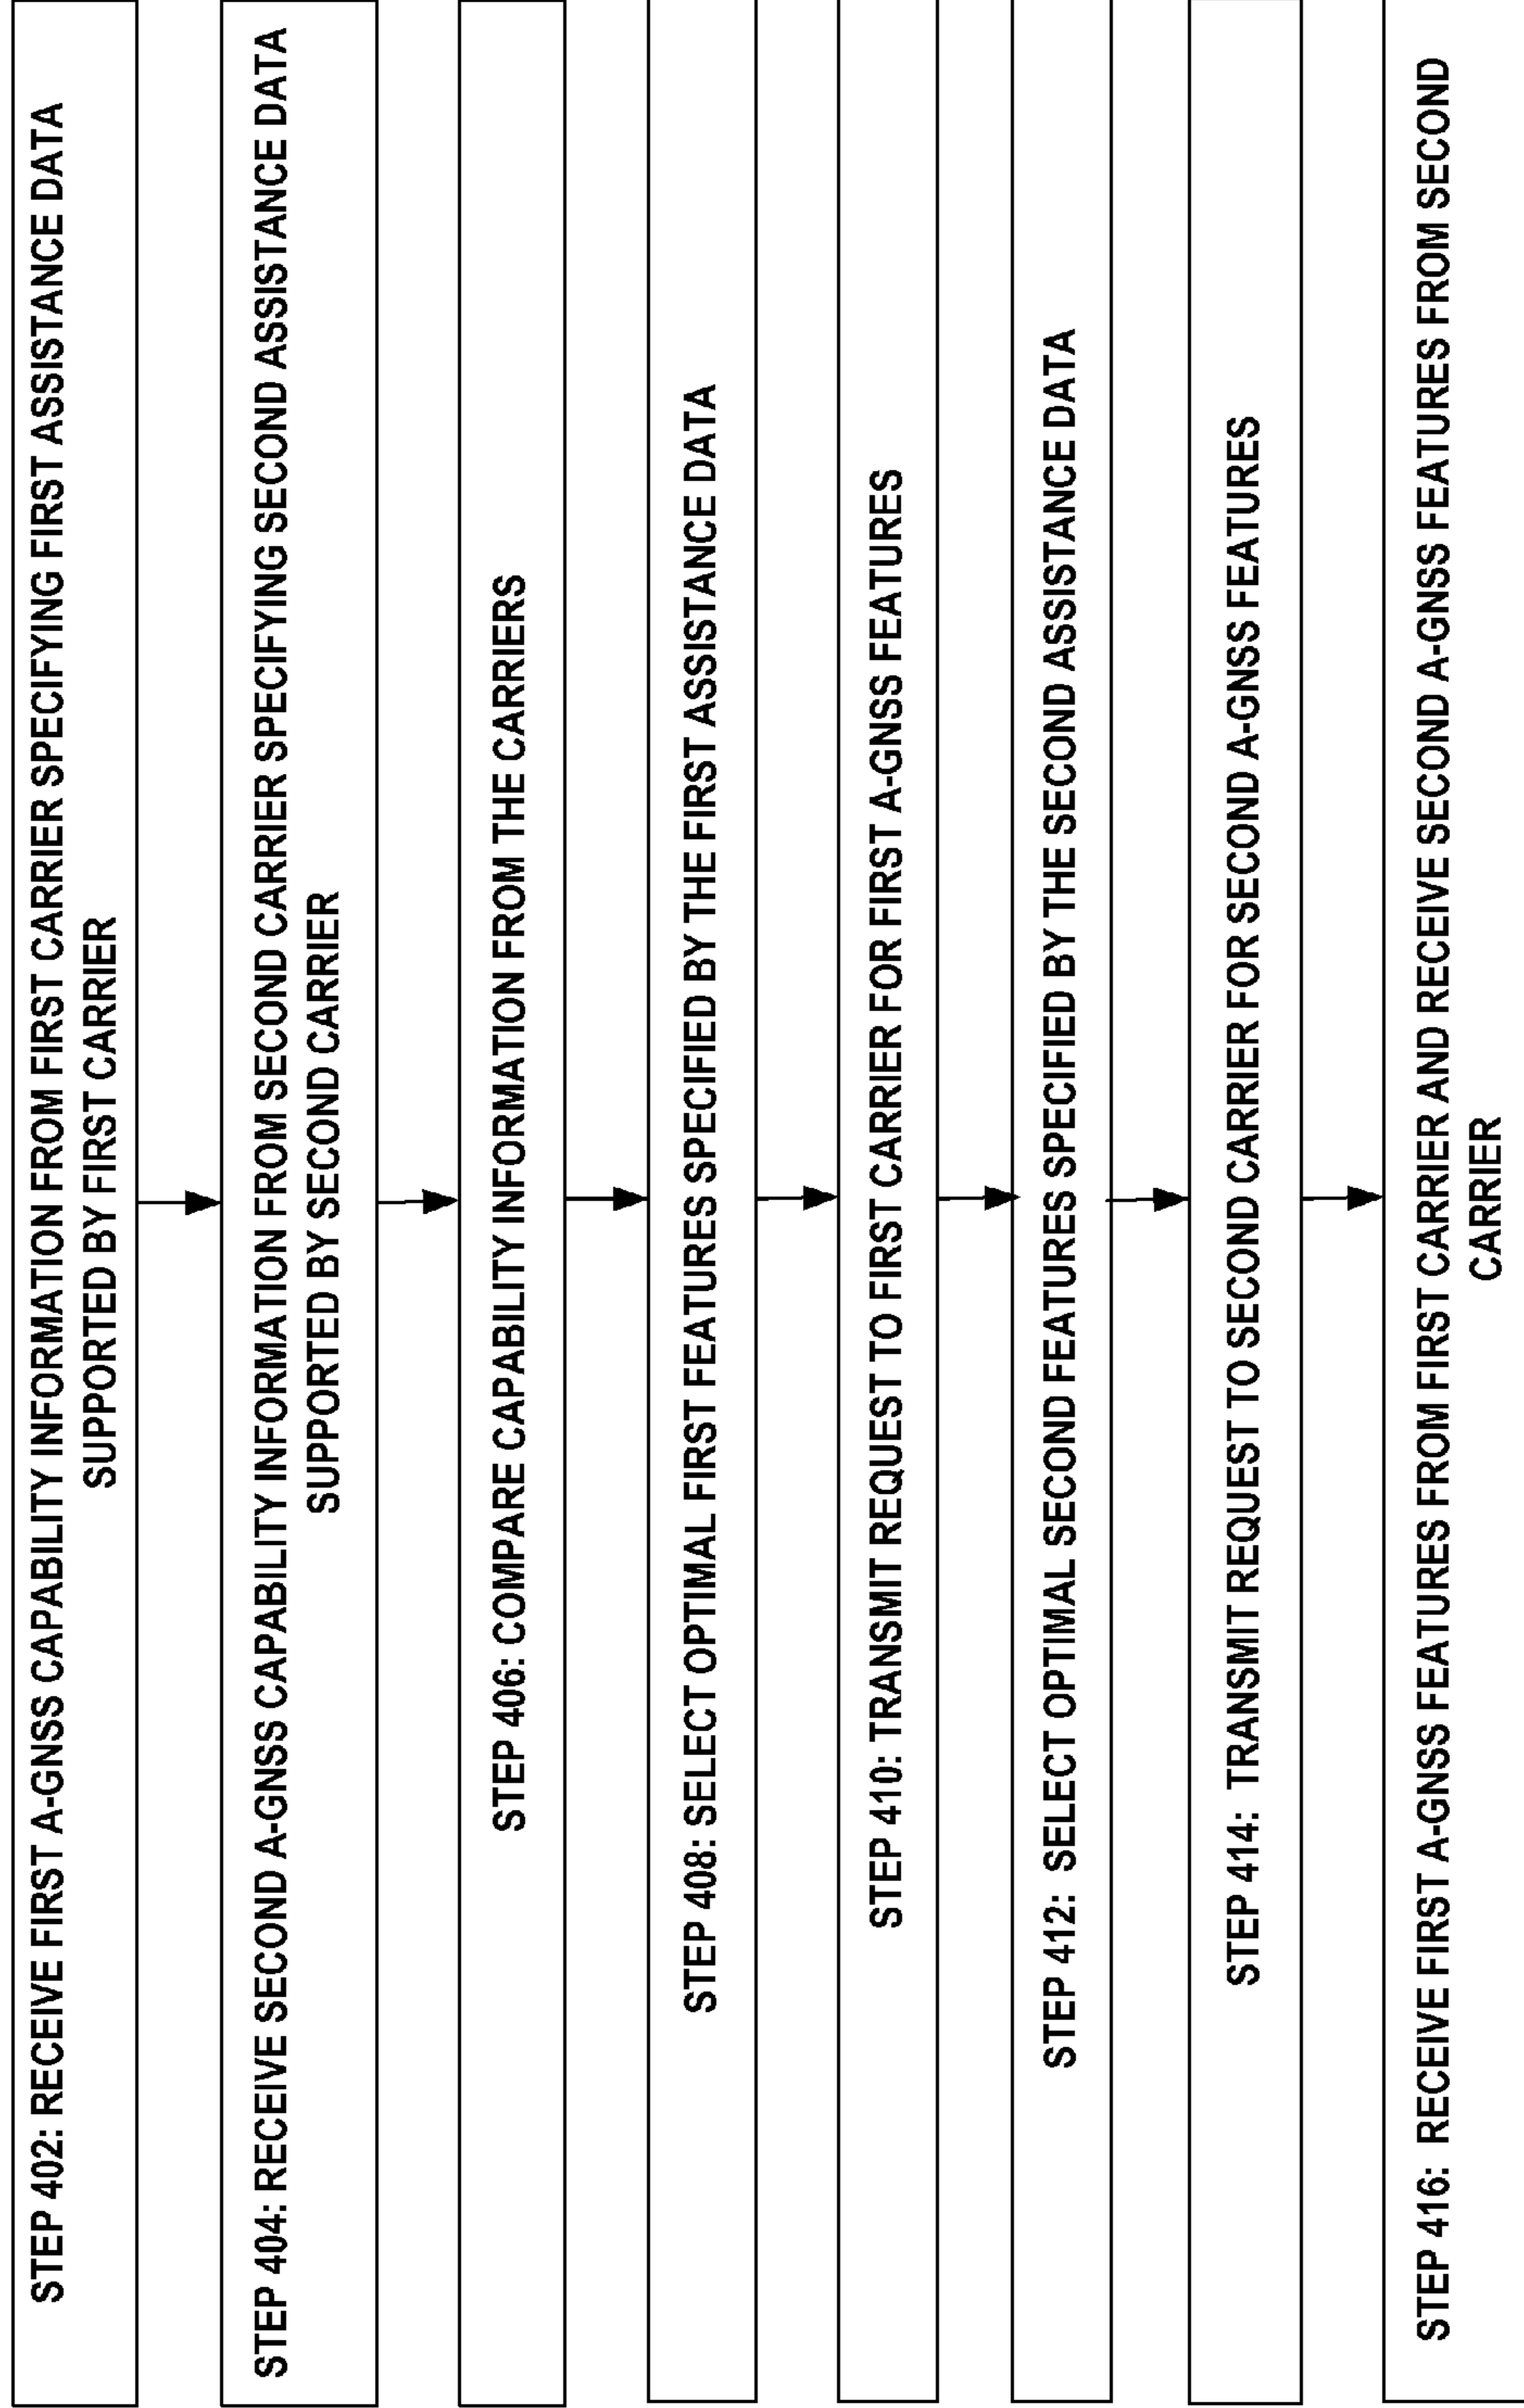 STEP 402: RECEIVE FIRST A-GNSS CAPABILITY INFORMATION FROM FIRST CARRIER SPECIFYING FIRST ASSISTANCE DATA
SUPPORTED BY FIRST CARRIER
STEP 404: RECEIVE SECOND A-GNSS CAPABILITY INFORMATION FROM SECOND CARRIER SPECIFYING SECOND ASSISTANCE DATA
SUPPORTED BY SECOND CARRIER
STEP 406: COMPARE CAPABILITY INFORMATION FROM THE CARRIERS
STEP 408: SELECT OPTIMAL FIRST FEATURES SPECIFIED BY THE FIRST ASSISTANCE DATA
STEP 410: TRANSMIT REQUEST TO FIRST CARRIER FOR FIRST A-GNSS FEATURES
STEP 412: SELECT OPTIMAL SECOND FEATURES SPECIFIED BY THE SECOND ASSISTANCE DATA
STEP 414: TRANSMIT REQUEST TO SECOND CARRIER FOR SECOND A-GNSS FEATURES
STEP 416: RECEIVE FIRST A-GNSS FEATURES FROM FIRST CARRIER AND RECEIVE SECOND A-GNSS FEATURES FROM SECOND
CARRIER